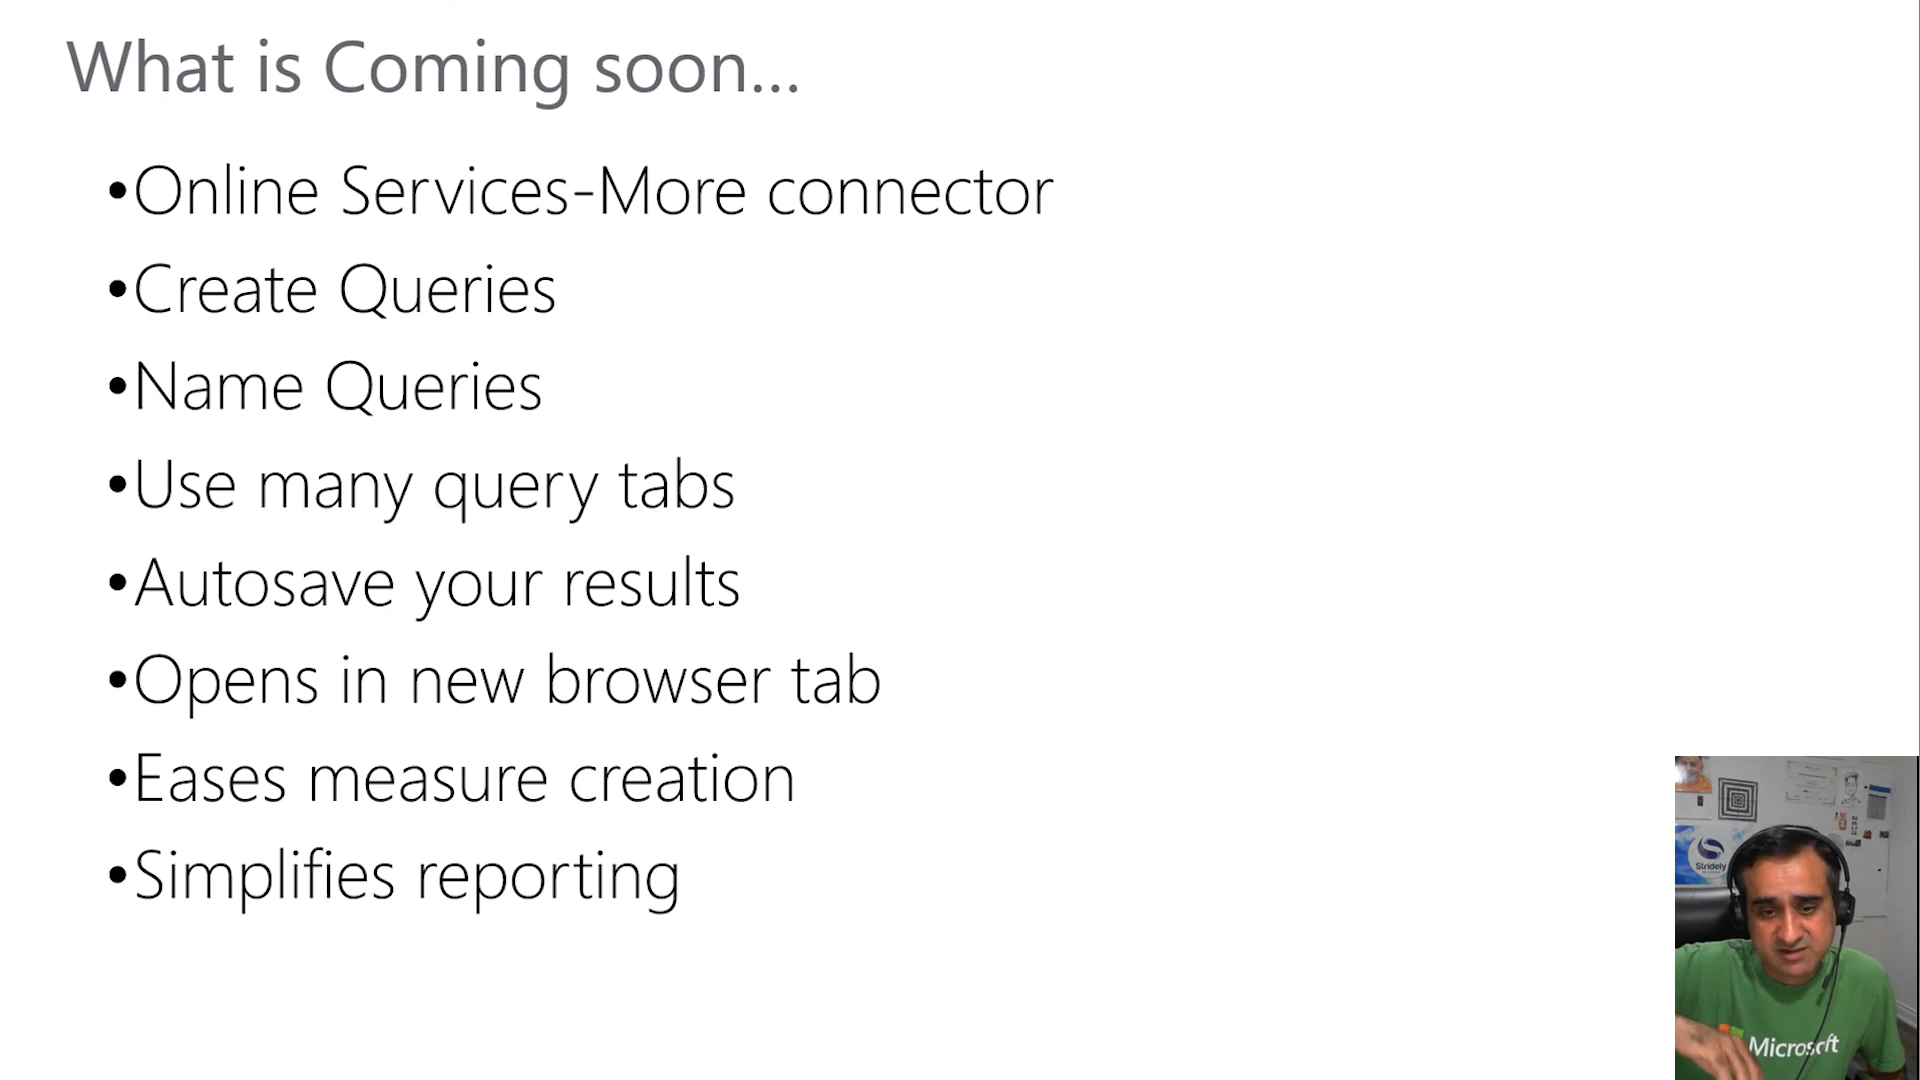 What is Coming soon...
•Online Services-More connector
•Create Queries
•Name Queries
•Use many query tabs
•Autosave your results
•Opens in new browser tab
•Eases measure creation
•Simplifies reporting
Stridely
Microsoft